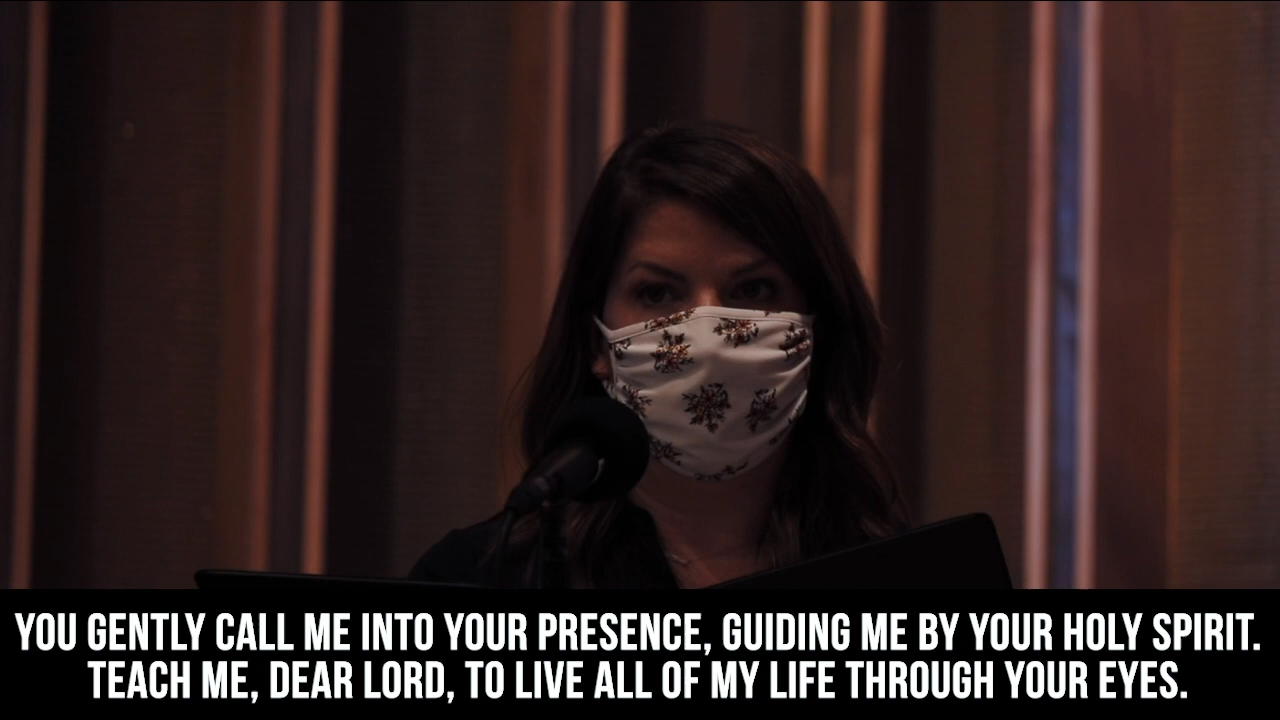 YOU GENTLY CALL ME INTO YOUR PRESENCE, GUIDING ME BY YOUR HOLY SPIRIT.
TEACH ME, DEAR LORD, TO LIVE ALL OF MY LIFE THROUGH YOUR EYES.